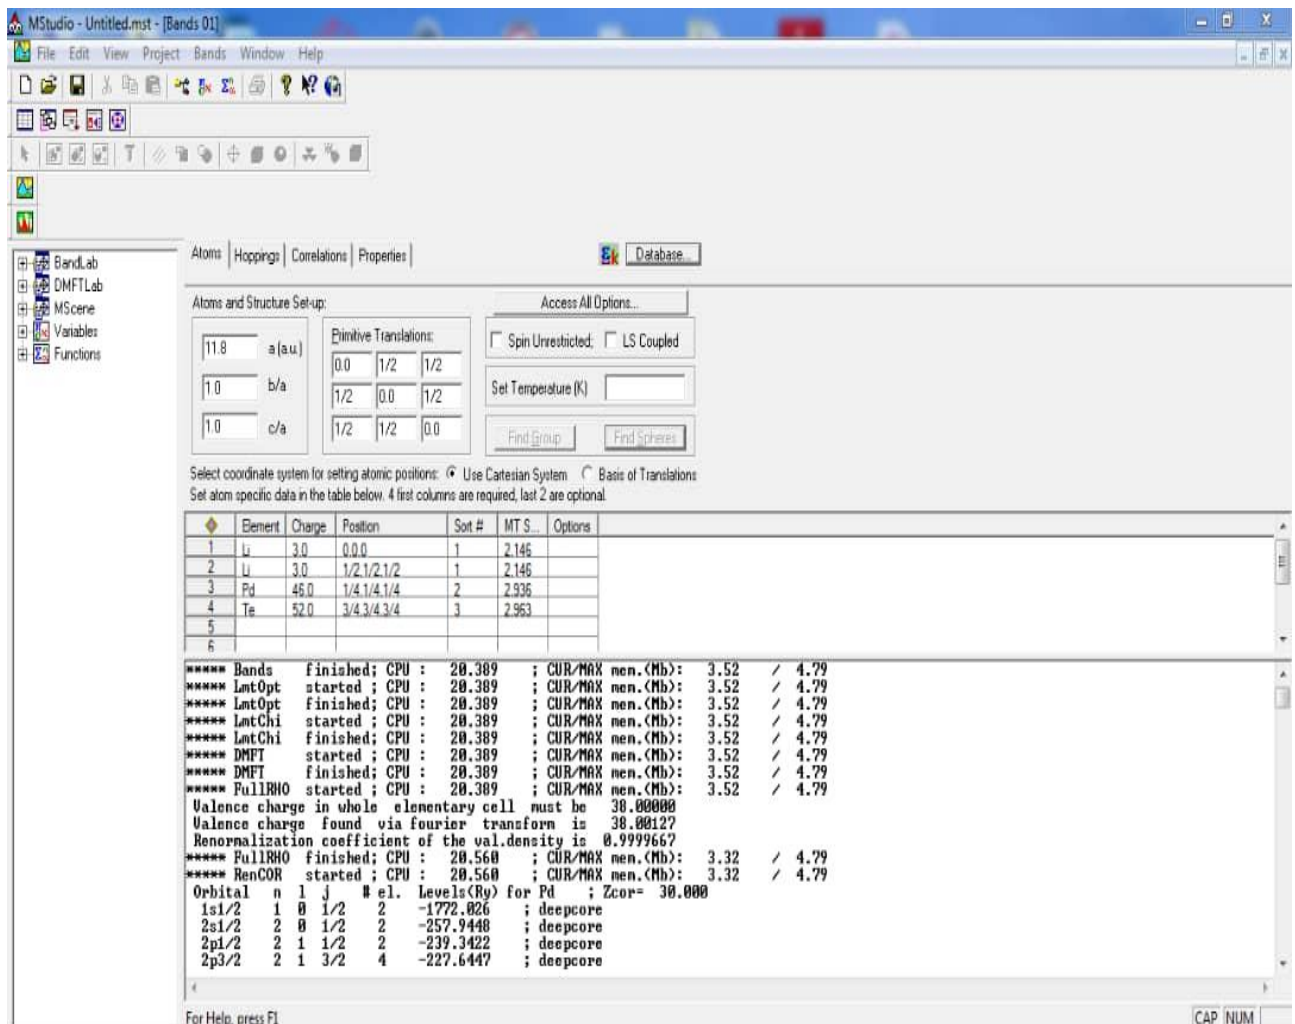 MStudio - Untitled.mst - [Bands 01]
File Edit View Project Bands Window Help
BandLab
DMFTLab
MScene
Variables
Functions
Atoms Hoppings Correlations Properties Database...
Atoms and Structure Set-up: Access All Options...
11.8 a (a.u.)
1.0 b/a
1.0 c/a
Primitive Translations:
0.0 1/2 1/2
1/2 0.0 1/2
1/2 1/2 0.0
Spin Unrestricted; LS Coupled
Set Temperature (K)
Find Group Find Spheres
Select coordinate system for setting atomic positions: Use Cartesian System Basis of Translations
Set atom specific data in the table below. 4 first columns are required, last 2 are optional.
Element Charge Position Sort # MT S... Options
1 Li 3.0 0,0,0 1 2.146
2 Li 3.0 1/2,1/2,1/2 1 2.146
3 Pd 46.0 1/4,1/4,1/4 2 2.936
4 Te 52.0 3/4,3/4,3/4 3 2.963
5
6
***** Bands finished; CPU : 20.389 ; CUR/MAX mem.(Mb): 3.52 / 4.79
***** LmtOpt started ; CPU : 20.389 ; CUR/MAX mem.(Mb): 3.52 / 4.79
***** LmtOpt finished; CPU : 20.389 ; CUR/MAX mem.(Mb): 3.52 / 4.79
***** LmtChi started ; CPU : 20.389 ; CUR/MAX mem.(Mb): 3.52 / 4.79
***** LmtChi finished; CPU : 20.389 ; CUR/MAX mem.(Mb): 3.52 / 4.79
***** DMFT started ; CPU : 20.389 ; CUR/MAX mem.(Mb): 3.52 / 4.79
***** DMFT finished; CPU : 20.389 ; CUR/MAX mem.(Mb): 3.52 / 4.79
***** FullRHO started ; CPU : 20.389 ; CUR/MAX mem.(Mb): 3.52 / 4.79
Valence charge in whole elementary cell must be 38.00000
Valence charge found via fourier transform is 38.00127
Renormalization coefficient of the val.density is 0.9999667
***** FullRHO finished; CPU : 20.560 ; CUR/MAX mem.(Mb): 3.32 / 4.79
***** RenCOR started ; CPU : 20.560 ; CUR/MAX mem.(Mb): 3.32 / 4.79
Orbital n l j # el. Levels(Ry) for Pd ; Zcor= 30.000
1s1/2 1 0 1/2 2 -1772.026 ; deepcore
2s1/2 2 0 1/2 2 -257.9448 ; deepcore
2p1/2 2 1 1/2 2 -239.3422 ; deepcore
2p3/2 2 1 3/2 4 -227.6447 ; deepcore
For Help, press F1
CAP NUM